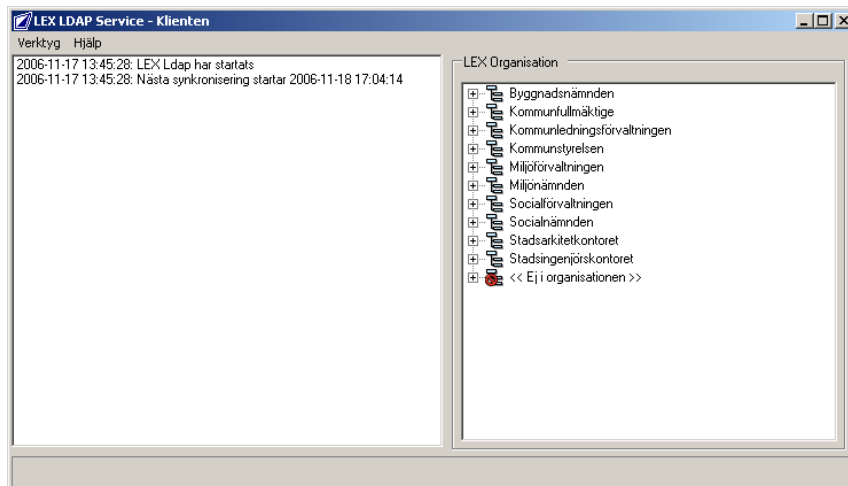 LEX LDAP Service - Klienten
Verktyg Hjälp
2006-11-17 13:45:28: LEX Ldap har startats
2006-11-17 13:45:28: Nästa synkronisering startar 2006-11-18 17:04:14
LEX Organisation
Byggnadsnämnden
Kommunfullmäktige
Kommunledningsförvaltningen
Kommunstyrelsen
Miljöförvaltningen
Miljönämnden
Socialförvaltningen
Socialnämnden
Stadsarkitetkontoret
Stadsingenjörskontoret
<< Ej i organisationen >>